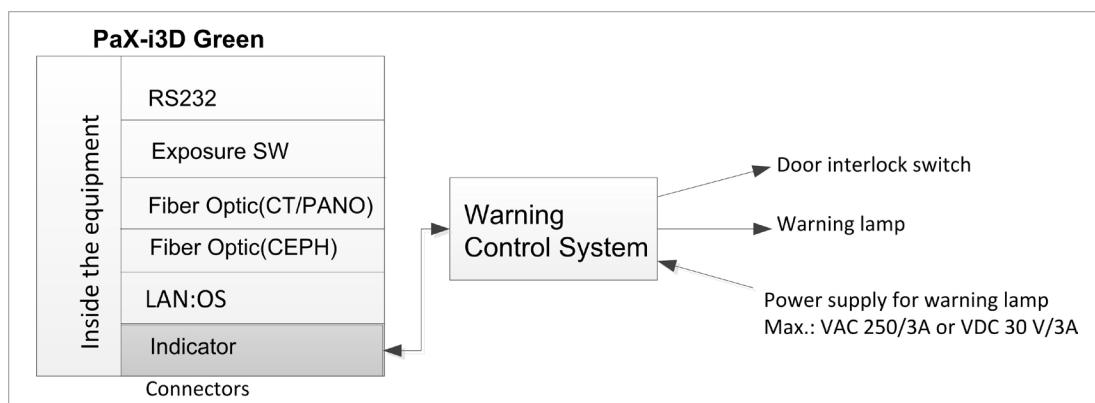 PaX-i3D Green
Inside the equipment
RS232
Exposure SW
Fiber Optic(CT/PANO)
Fiber Optic(CEPH)
LAN:OS
Indicator
Connectors
Warning
Control System
Door interlock switch
Warning lamp
Power supply for warning lamp
Max.: VAC 250/3A or VDC 30 V/3A